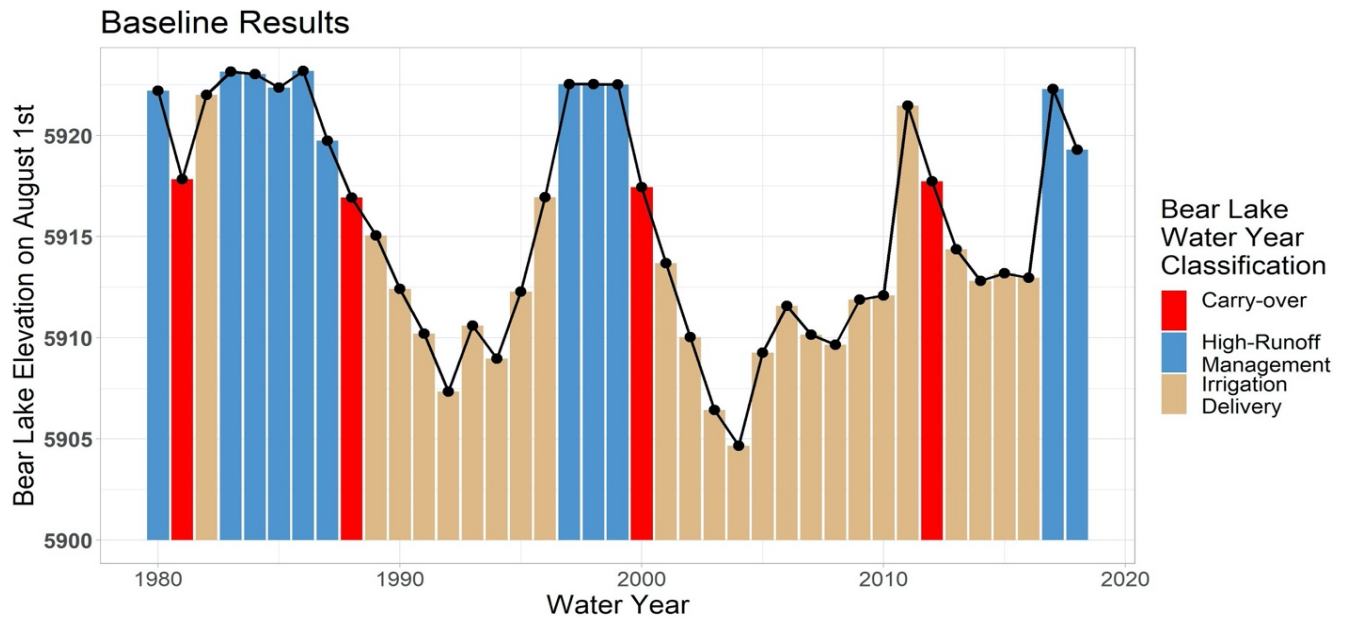 Baseline Results
Bear Lake Elevation on August 1st
5920
5915
5910
5905
5900
1980
1990
2000
2010
2020
Water Year
Bear Lake
Water Year
Classification
Carry-over
High-Runoff
Management
Irrigation
Delivery